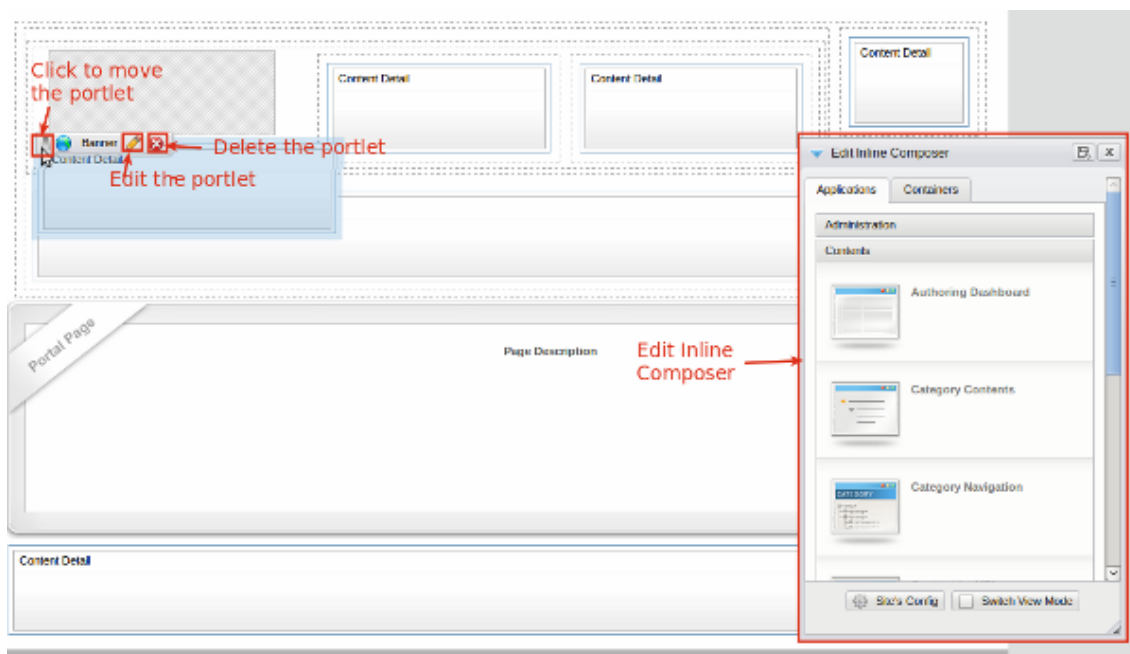 Content Detail
Click to move
the portlet
Content Detail
Content Detail
Banner
Delete the portlet
Content Detail
Edit the portlet
Edit Inline Composer
Applications
Containers
Administration
Contents
Authoring Dashboard
Portal Page
Page Description
Edit Inline
Composer
Category Contents
CATEGORY
Category Navigation
Content Detail
Site's Config
Switch View Mode